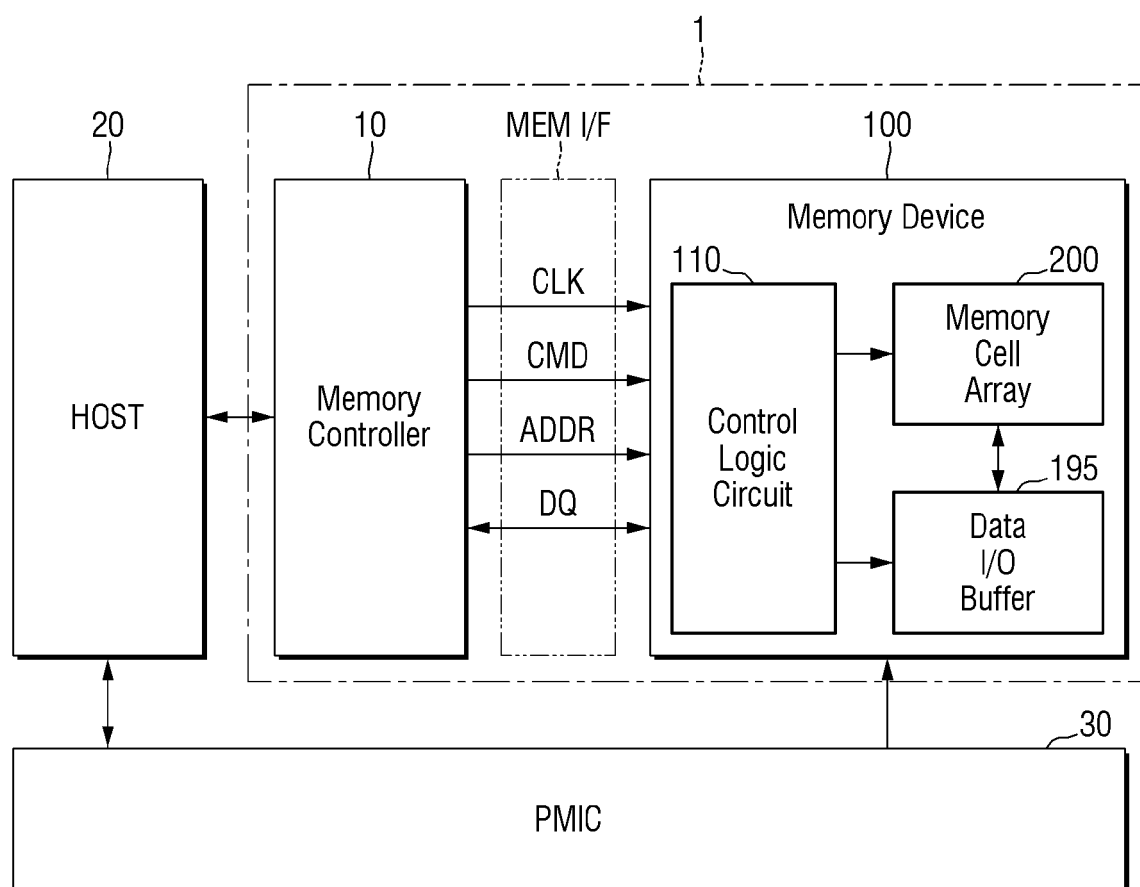 1
20
10
MEM I/F
100
Memory Device
110
200
CLK
Memory
Cell
Array
CMD
HOST
Memory
Controller
ADDR
Control
Logic
Circuit
195
DQ
Data
I/O
Buffer
30
PMIC